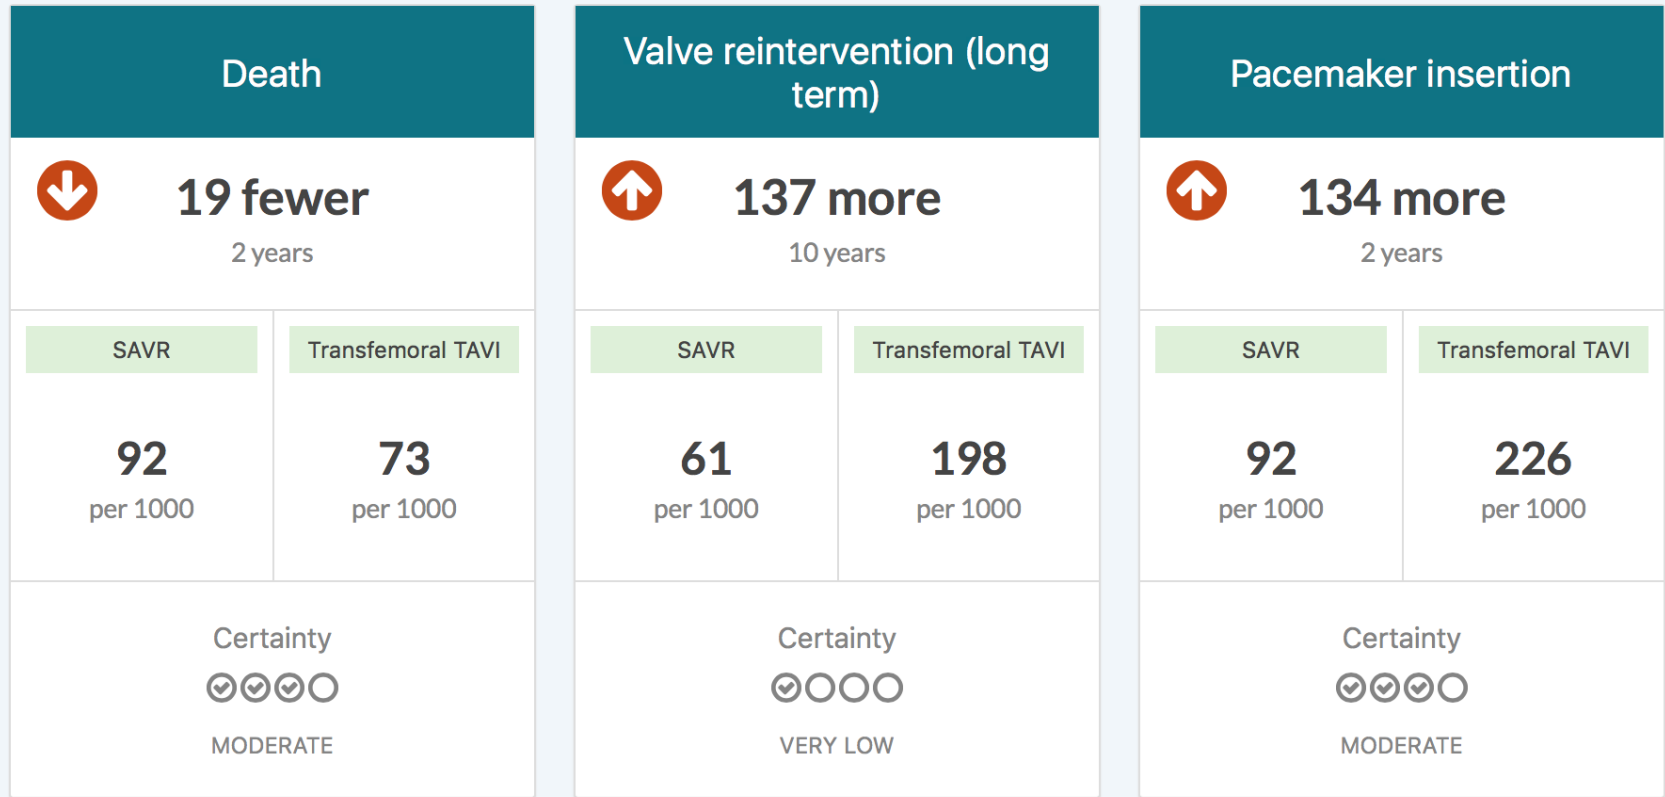 Death
19 fewer
2 years
SAVR
Transfemoral TAVI
92
per 1000
73
per 1000
Certainty
MODERATE
Valve reintervention (long
term)
137 more
10 years
SAVR
Transfemoral TAVI
61
per 1000
198
per 1000
Certainty
VERY LOW
Pacemaker insertion
134 more
2 years
SAVR
Transfemoral TAVI
92
per 1000
226
per 1000
Certainty
MODERATE